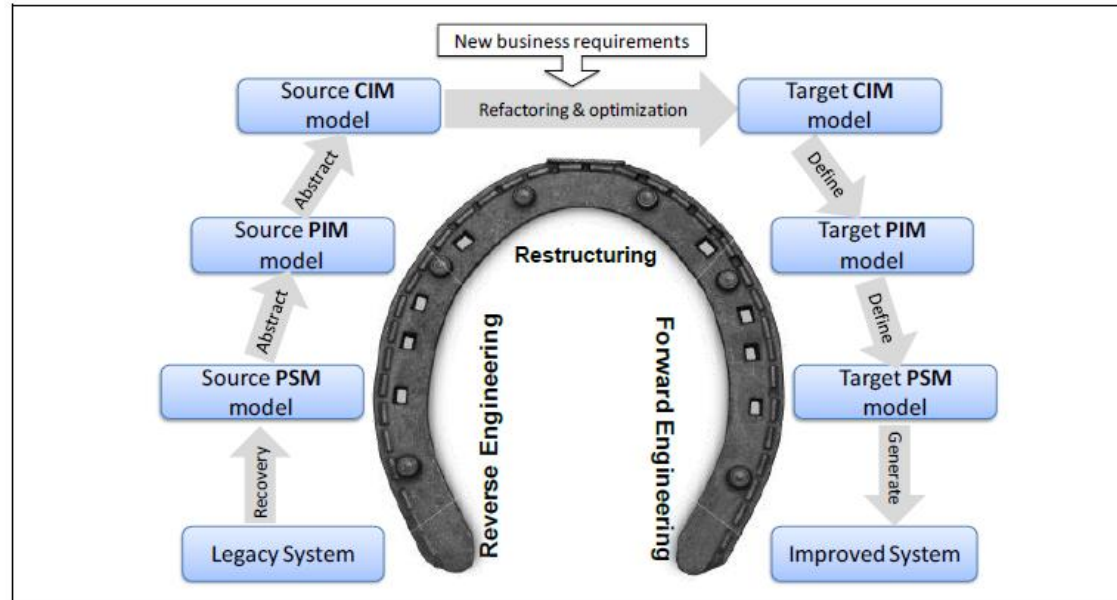 New business requirements
Source CIM
model
Refactoring & optimization
Target CIM
model
Abstract
Define
Source PIM
model
Restructuring
Target PIM
model
Abstract
Define
Reverse Engineering
Forward Engineering
Source PSM
model
Target PSM
model
Recovery
Generate
Legacy System
Improved System